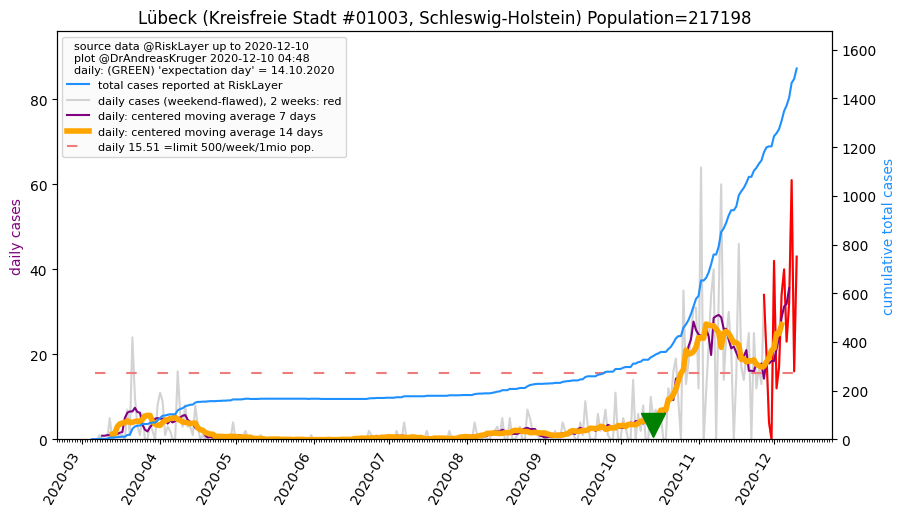 Lübeck (Kreisfreie Stadt #01003, Schleswig-Holstein) Population=217198
source data @RiskLayer up to 2020-12-10
plot @DrAndreasKruger 2020-12-10 04:48
daily: (GREEN) 'expectation day' = 14.10.2020
total cases reported at RiskLayer
daily cases (weekend-flawed), 2 weeks: red
daily: centered moving average 7 days
daily: centered moving average 14 days
daily 15.51 =limit 500/week/1mio pop.
daily cases
80
60
40
20
0
cumulative total cases
1600
1400
1200
1000
800
600
400
200
0
2020-03
2020-04
2020-05
2020-06
2020-07
2020-08
2020-09
2020-10
2020-11
2020-12